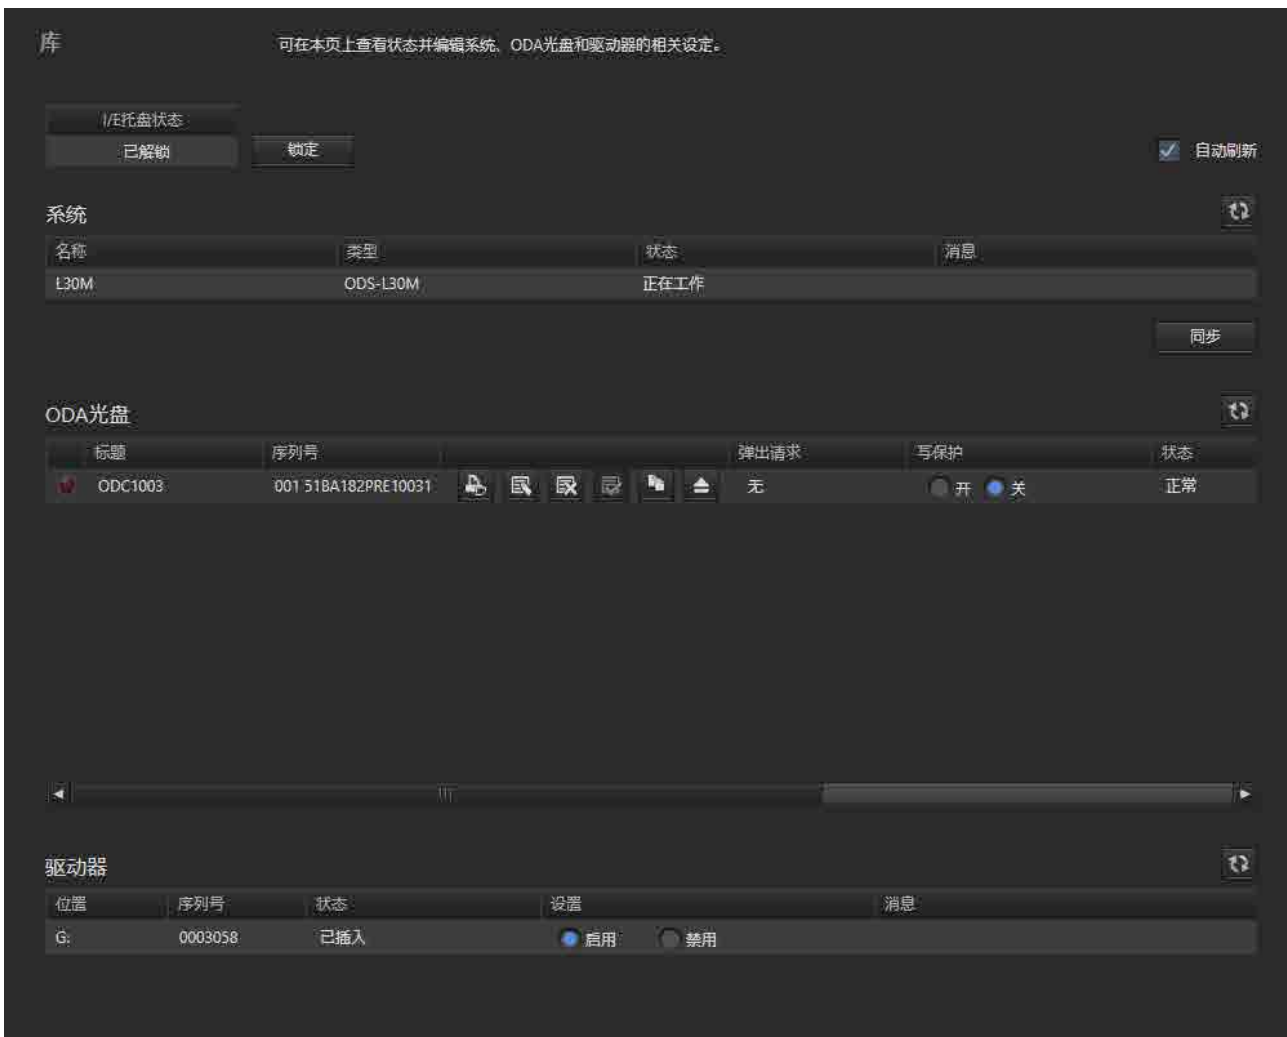 库
可在本页上查看状态并编辑系统、ODA光盘和驱动器的相关设定。
I/E托盘状态
已解锁 锁定 自动刷新
系统
名称 类型 状态 消息
L30M ODS-L30M 正在工作
同步
ODA光盘
标题 序列号 弹出请求 写保护 状态
ODC1003 001 51BA182PRE10031 无 开 关 正常
驱动器
位置 序列号 状态 设置 消息
G: 0003058 已插入 启用 禁用